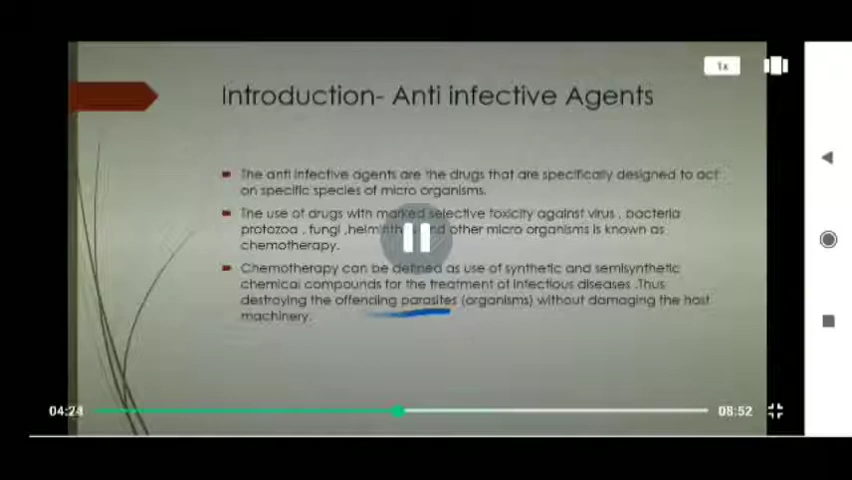 1x
Introduction- Anti infective Agents
The anti infective agents are the drugs that are specifically designed to act
on specific species of micro organisms.
The use of drugs with marked selective toxicity against virus , bacteria
protozoa , fungi ,helminths and other micro organisms is known as
chemotherapy.
Chemotherapy can be defined as use of synthetic and semisynthetic
chemical compounds for the treatment of infectious diseases .Thus
destroying the offending parasites (organisms) without damaging the host
machinery.
04:24
08:52